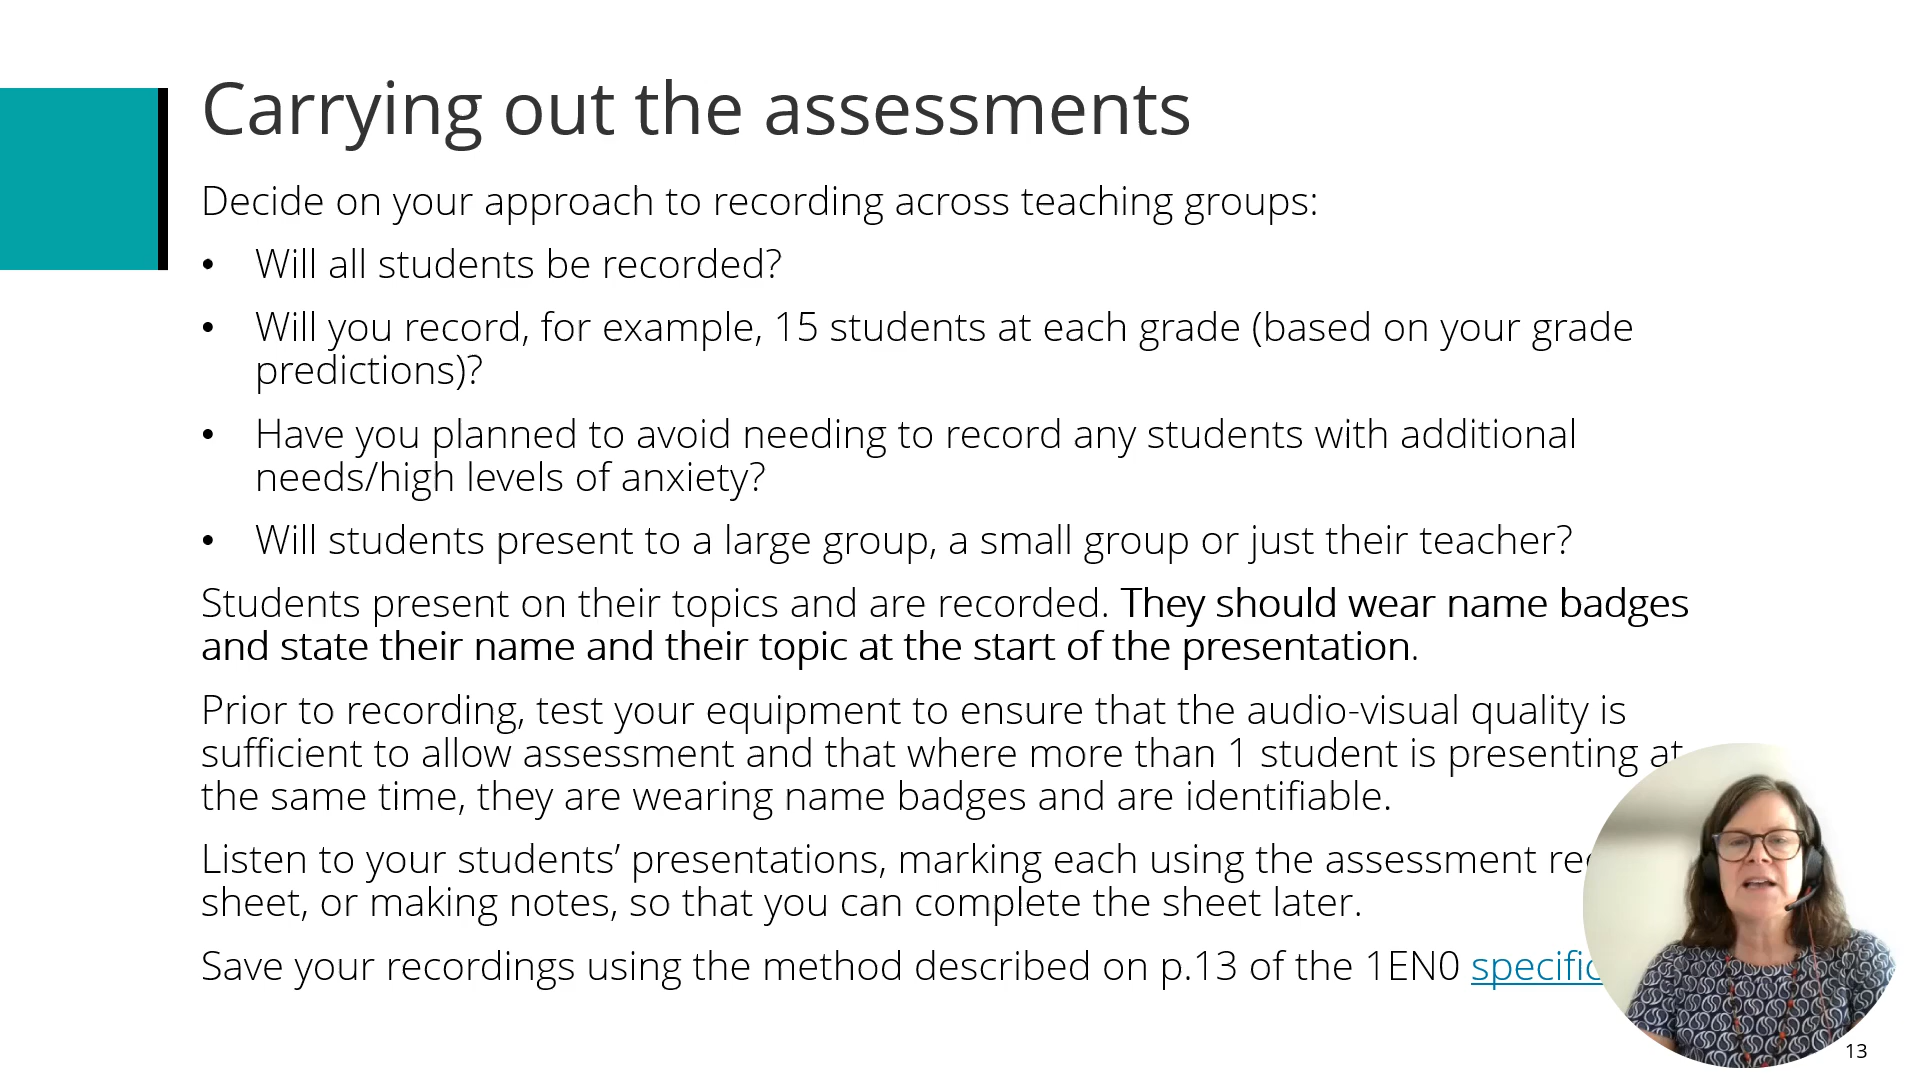 Carrying out the assessments
Decide on your approach to recording across teaching groups:
• Will all students be recorded?
• Will you record, for example, 15 students at each grade (based on your grade
predictions)?
• Have you planned to avoid needing to record any students with additional
needs/high levels of anxiety?
• Will students present to a large group, a small group or just their teacher?
Students present on their topics and are recorded. They should wear name badges
and state their name and their topic at the start of the presentation.
Prior to recording, test your equipment to ensure that the audio-visual quality is
sufficient to allow assessment and that where more than 1 student is presenting at
the same time, they are wearing name badges and are identifiable.
Listen to your students’ presentations, marking each using the assessment
sheet, or making notes, so that you can complete the sheet later.
Save your recordings using the method described on p.13 of the 1EN0
13